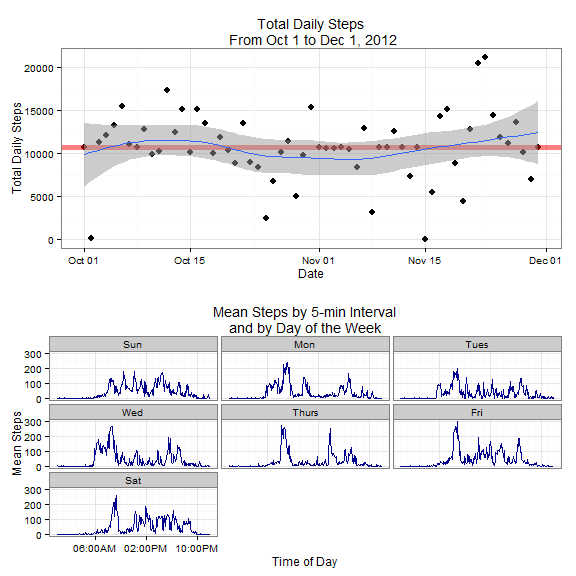 Total Daily Steps
From Oct 1 to Dec 1, 2012
Total Daily Steps
20000
15000
10000
5000
0
Oct 01 Oct 15 Nov 01 Nov 15 Dec 01
Date
Mean Steps by 5-min Interval
and by Day of the Week
Mean Steps
Sun Mon Tues
300
200
100
0
Wed Thurs Fri
300
200
100
0
Sat
300
200
100
0
06:00AM 02:00PM 10:00PM
Time of Day